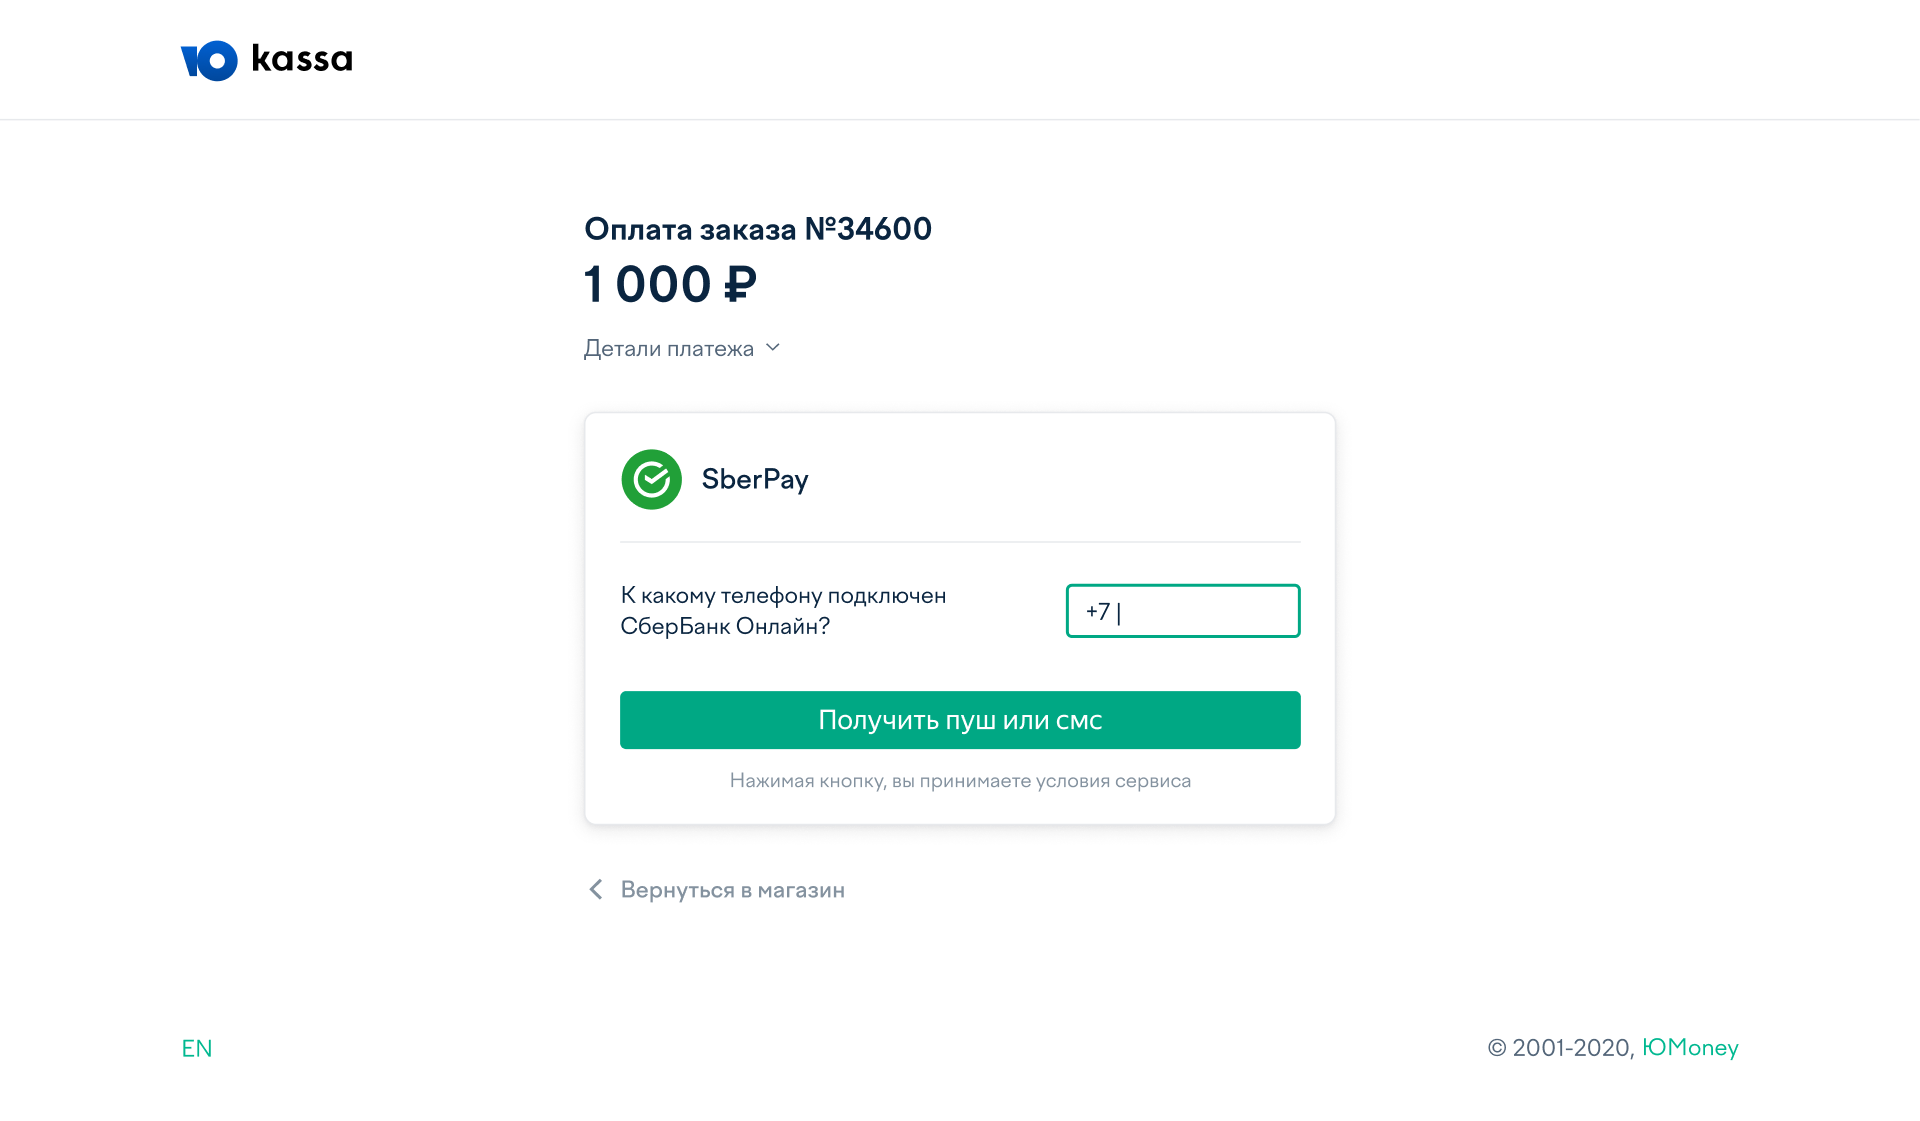 Ю kassa
Оплата заказа №34600
1 000 ₽
Детали платежа
SberPay
К какому телефону подключен
СберБанк Онлайн?
+7
Получить пуш или смс
Нажимая кнопку, вы принимаете условия сервиса
Вернуться в магазин
EN
© 2001-2020, ЮMoney